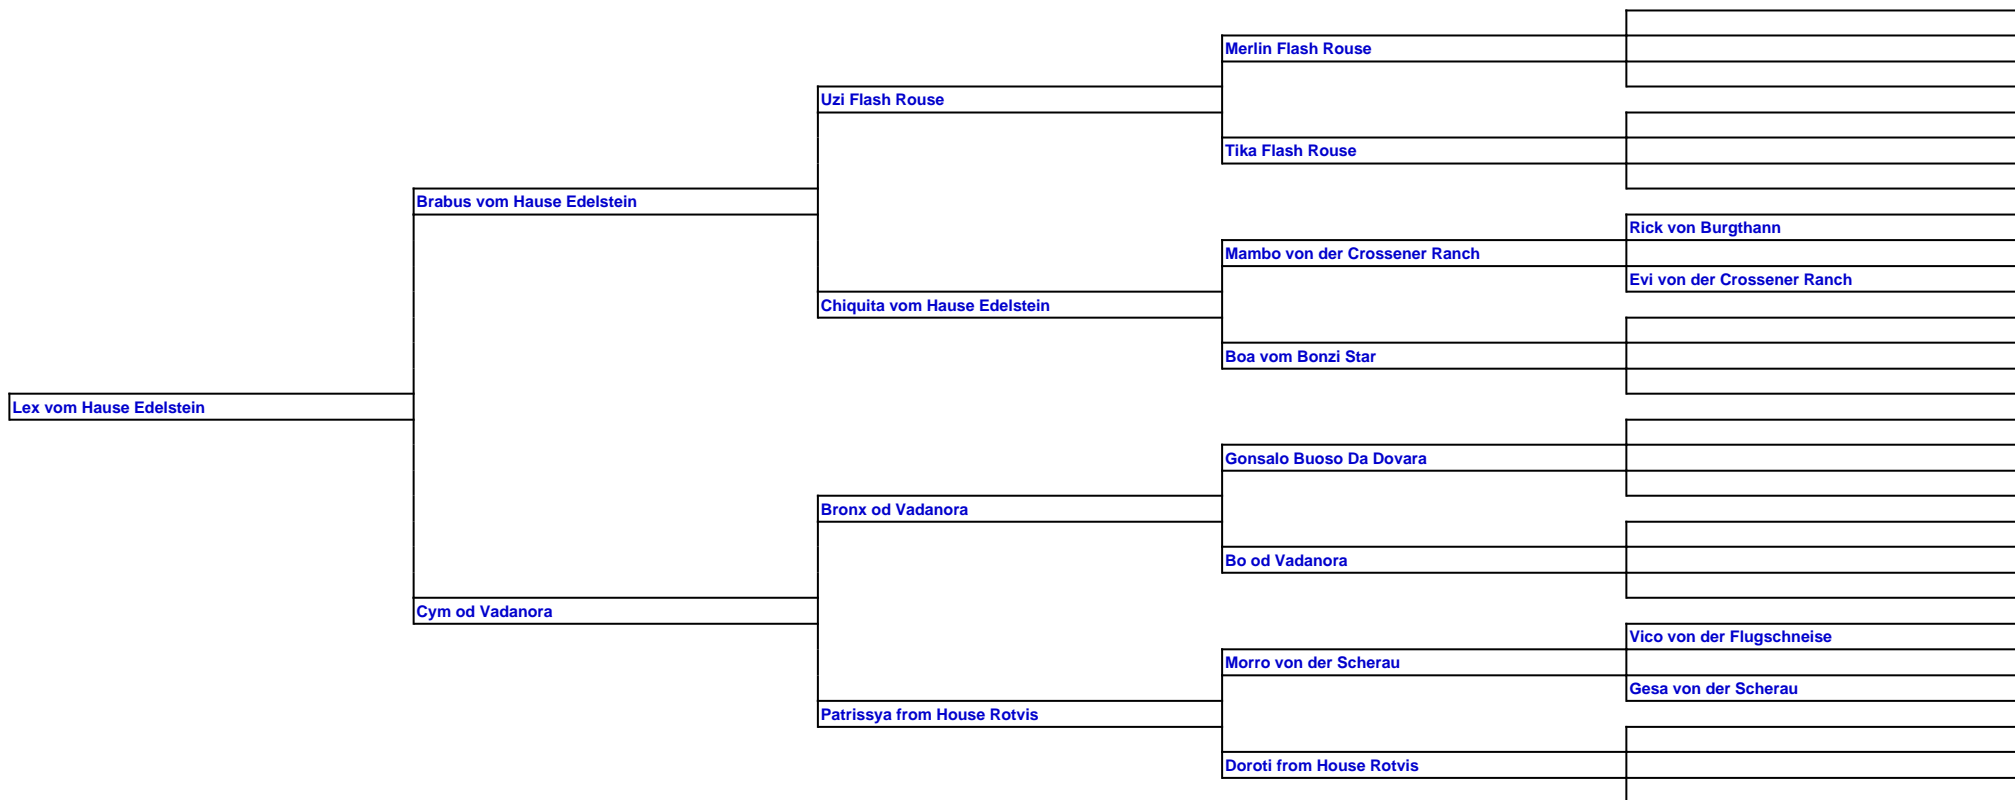 Merlin Flash Rouse
Uzi Flash Rouse
Tika Flash Rouse
Brabus vom Hause Edelstein
Rick von Burgthann
Mambo von der Crossener Ranch
Evi von der Crossener Ranch
Chiquita vom Hause Edelstein
Boa vom Bonzi Star
Lex vom Hause Edelstein
Gonsalo Buoso Da Dovara
Bronx od Vadanora
Bo od Vadanora
Cym od Vadanora
Vico von der Flugschneise
Morro von der Scherau
Gesa von der Scherau
Patrissya from House Rotvis
Doroti from House Rotvis